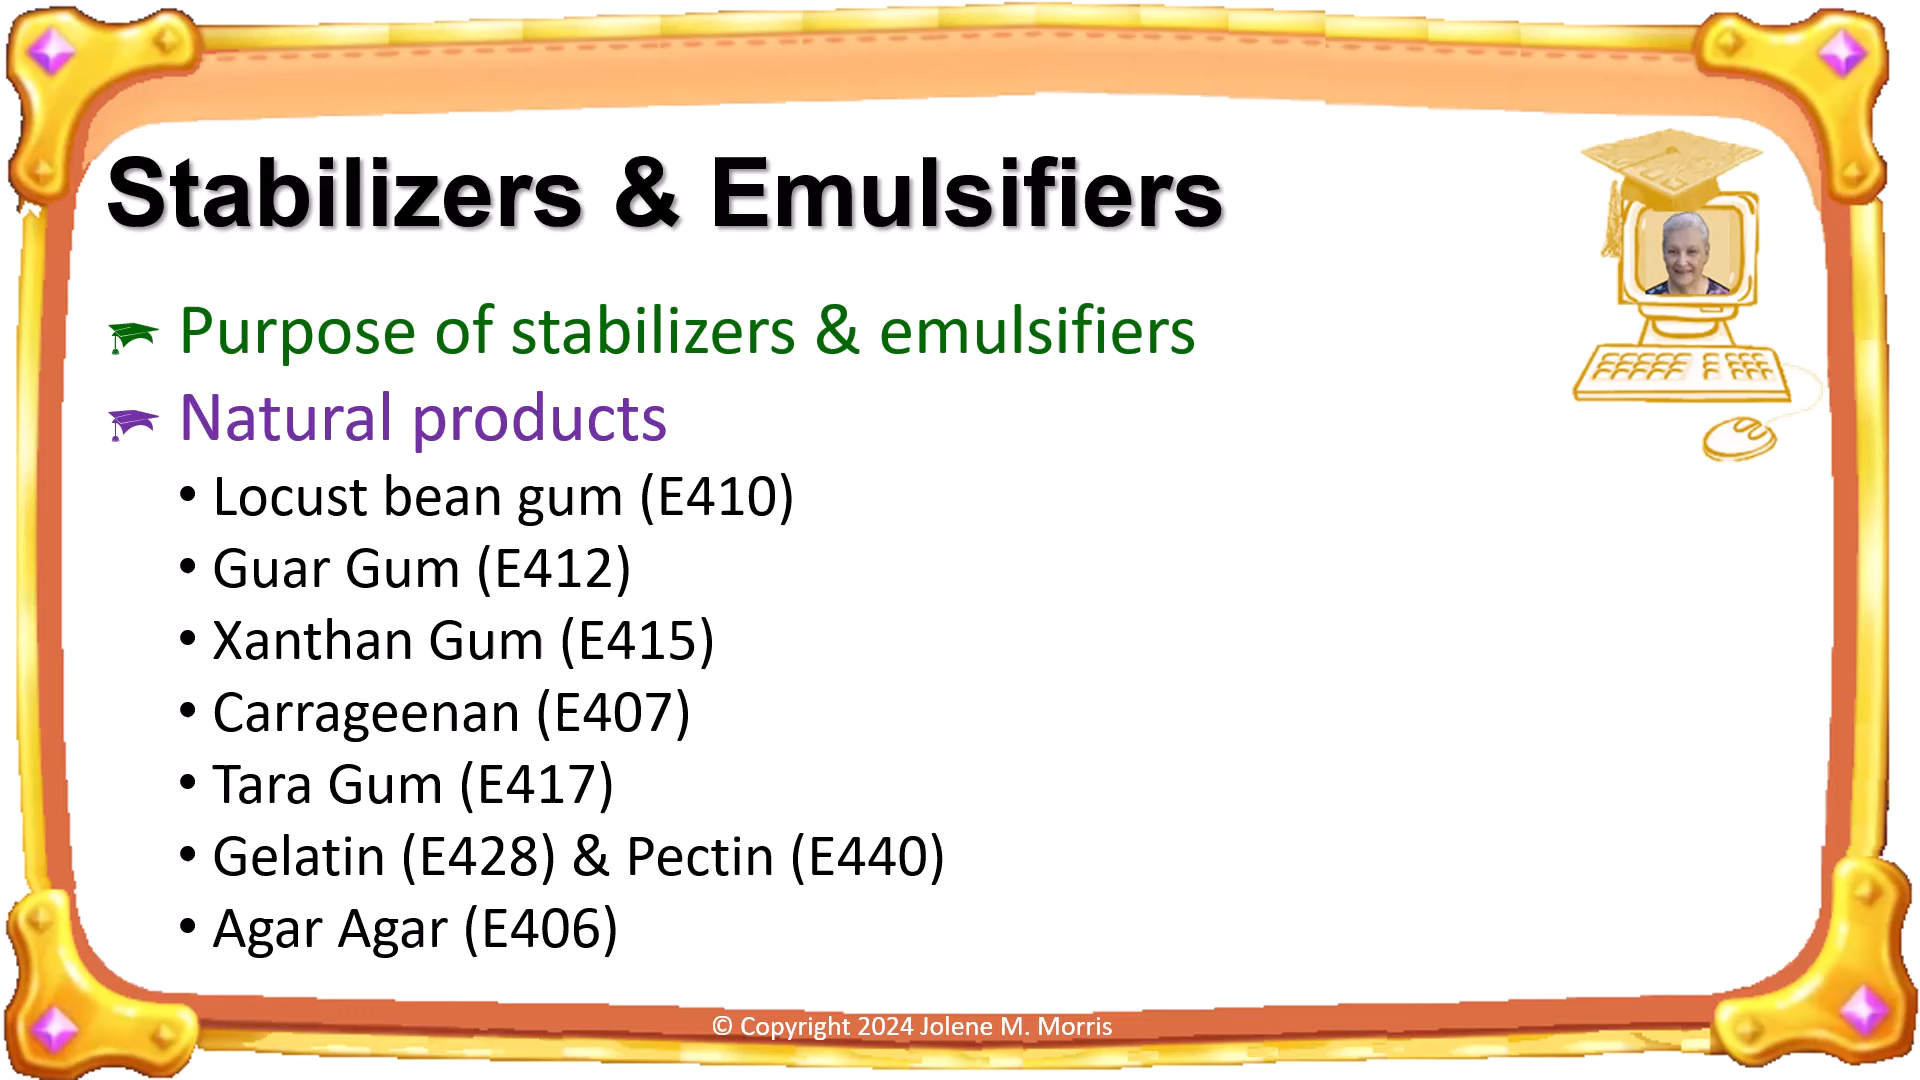 Stabilizers & Emulsifiers
Purpose of stabilizers & emulsifiers
Natural products
• Locust bean gum (E410)
• Guar Gum (E412)
• Xanthan Gum (E415)
• Carrageenan (E407)
• Tara Gum (E417)
• Gelatin (E428) & Pectin (E440)
• Agar Agar (E406)
© Copyright 2024 Jolene M. Morris